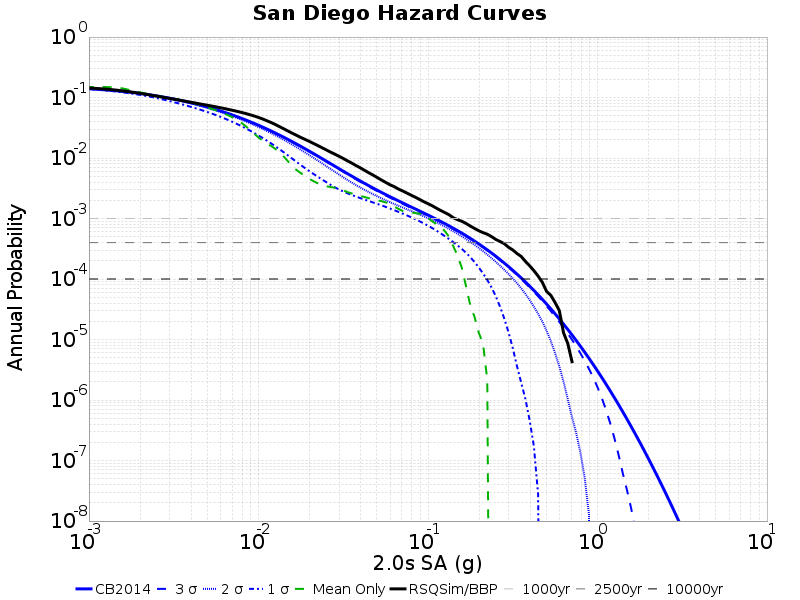 San Diego Hazard Curves
10^0
10^-1
10^-2
10^-3
10^-4
10^-5
10^-6
10^-7
10^-8
Annual Probability
10^-3 10^-2 10^-1 10^0 10^1
2.0s SA (g)
CB2014 3 σ 2 σ 1 σ Mean Only RSQSim/BBP 1000yr 2500yr 10000yr